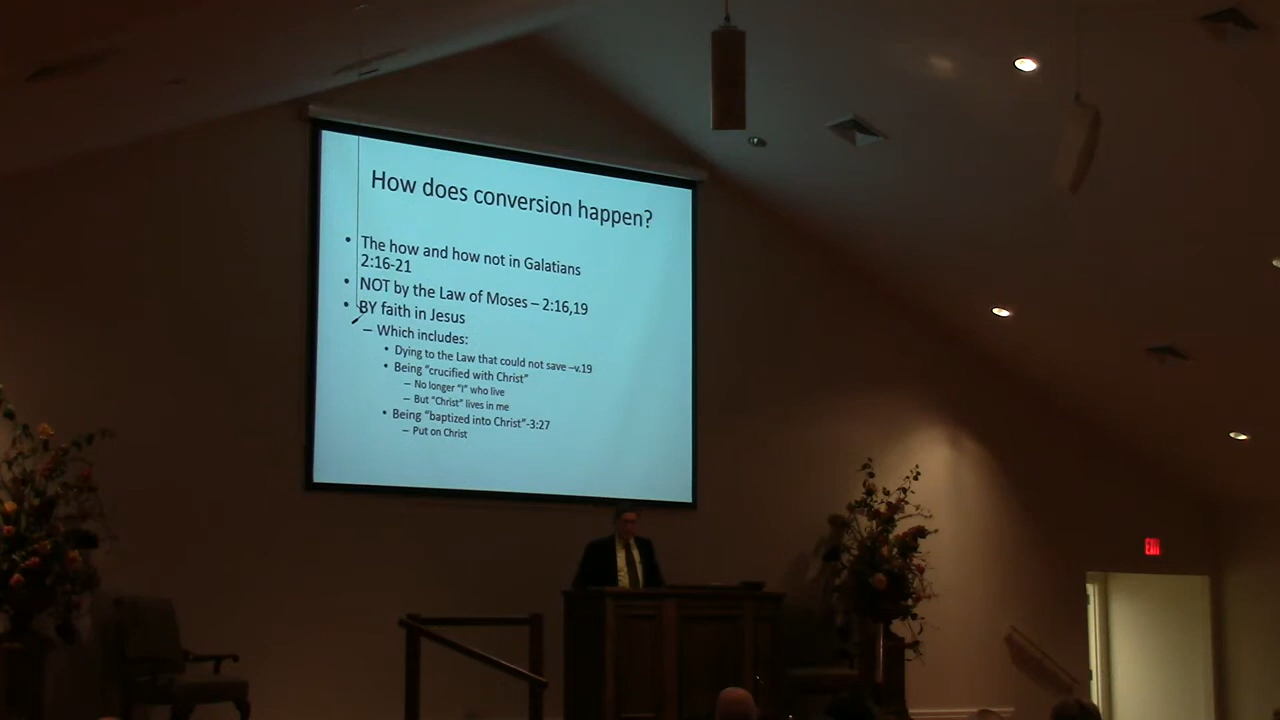 How does conversion happen?
• The how and how not in Galatians
2:16-21
• NOT by the Law of Moses – 2:16,19
• BY faith in Jesus
– Which includes:
• Dying to the Law that could not save –v.19
• Being "crucified with Christ"
– No longer "I" who live
– But "Christ" lives in me
• Being "baptized into Christ"-3:27
– Put on Christ
EXIT